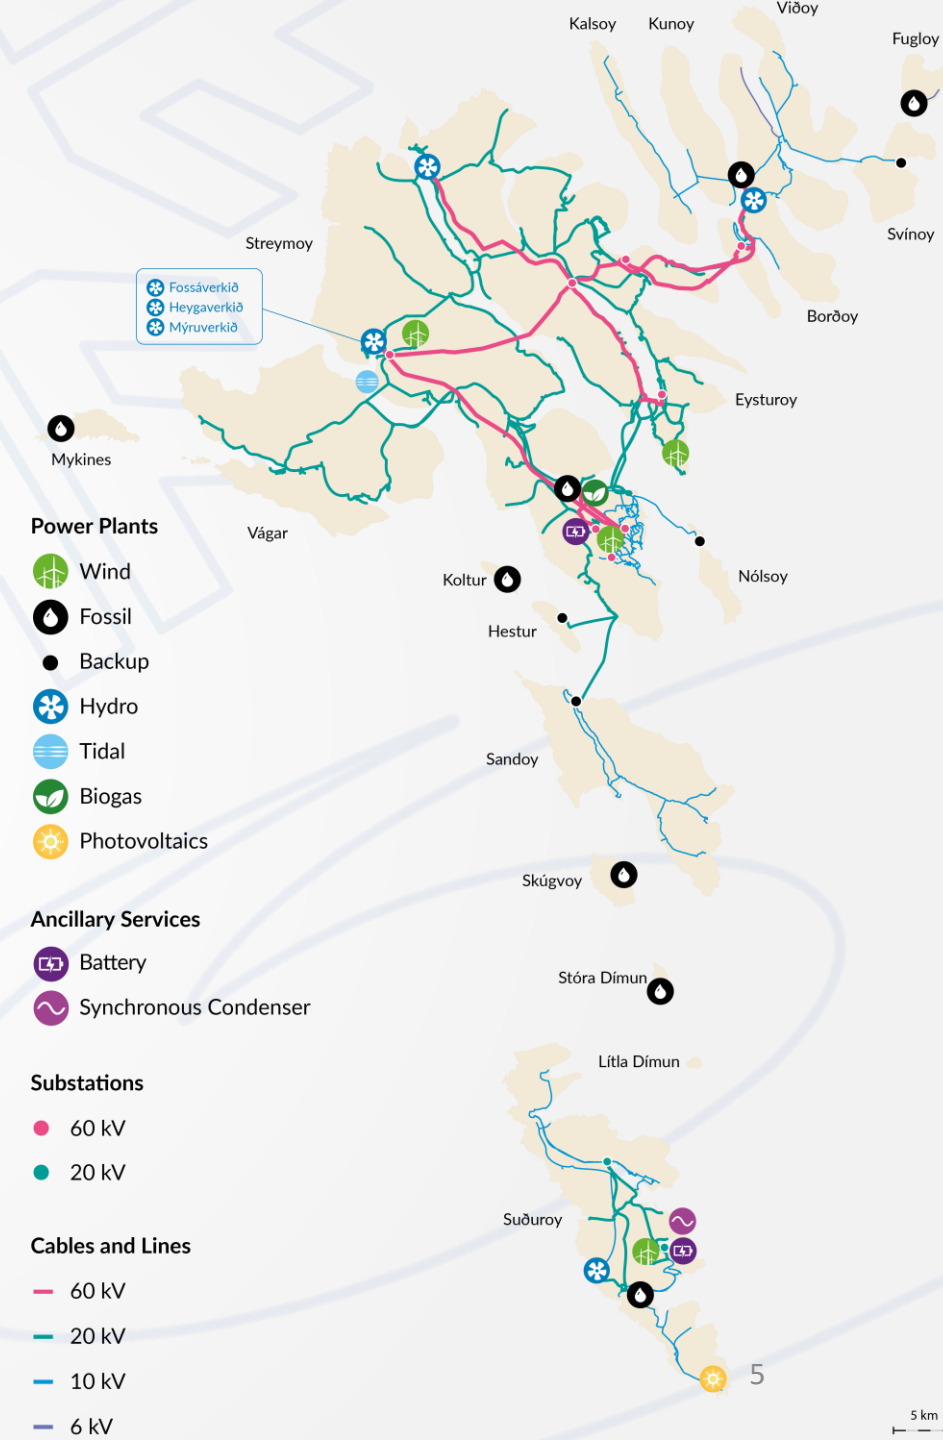 Viðoy
Kalsoy
Kunoy
Fugloy
Svínoy
Streymoy
Fossáverkið
Heygaverkið
Mýruverkið
Borðoy
Eysturoy
Mykines
Vágar
Koltur
Nólsoy
Hestur
Sandoy
Skúgvoy
Stóra Dímun
Lítla Dímun
Suðuroy
Power Plants
Wind
Fossil
Backup
Hydro
Tidal
Biogas
Photovoltaics
Ancillary Services
Battery
Synchronous Condenser
Substations
60 kV
20 kV
Cables and Lines
60 kV
20 kV
10 kV
6 kV
5
5 km